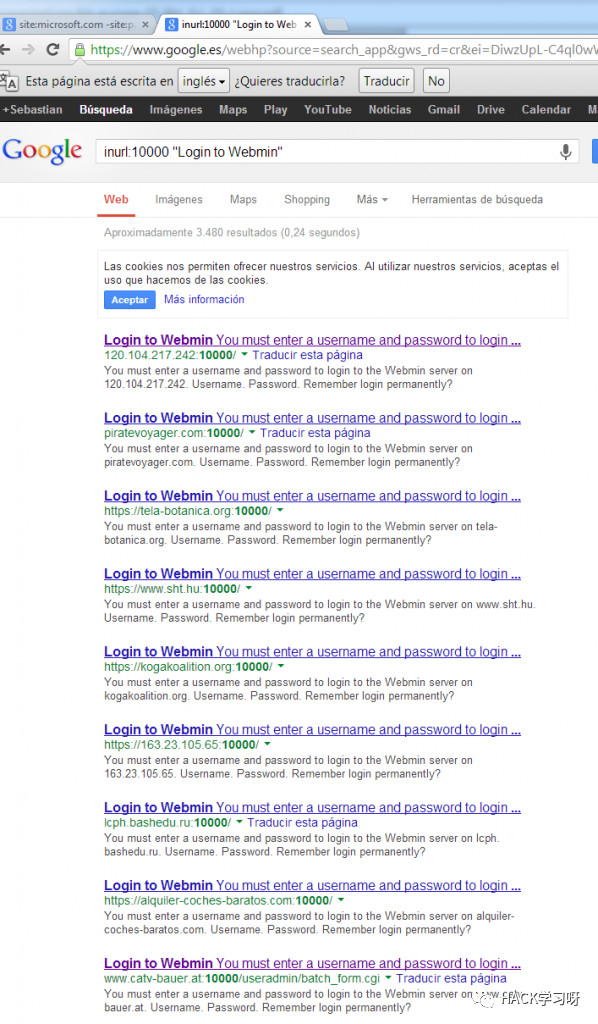 site:microsoft.com -site:p
inurl:10000 "Login to Web
https://www.google.es/webhp?source=search_app&gws_rd=cr&ei=DiwzUpL-C4ql0w
Esta página está escrita en inglés ¿Quieres traducirla? Traducir No
+Sebastian Búsqueda Imágenes Maps Play YouTube Noticias Gmail Drive Calendar M
Google inurl:10000 "Login to Webmin"
Web Imágenes Maps Shopping Más Herramientas de búsqueda
Aproximadamente 3.480 resultados (0,24 segundos)
Las cookies nos permiten ofrecer nuestros servicios. Al utilizar nuestros servicios, aceptas el
uso que hacemos de las cookies.
Aceptar Más información
Login to Webmin You must enter a username and password to login ...
120.104.217.242:10000/ Traducir esta página
You must enter a username and password to login to the Webmin server on
120.104.217.242. Username. Password. Remember login permanently?
Login to Webmin You must enter a username and password to login ...
piratevoyager.com:10000/ Traducir esta página
You must enter a username and password to login to the Webmin server on
piratevoyager.com. Username. Password. Remember login permanently?
Login to Webmin You must enter a username and password to login ...
https://tela-botanica.org:10000/
You must enter a username and password to login to the Webmin server on tela-
botanica.org. Username. Password. Remember login permanently?
Login to Webmin You must enter a username and password to login ...
https://www.sht.hu:10000/
You must enter a username and password to login to the Webmin server on www.sht.hu.
Username. Password. Remember login permanently?
Login to Webmin You must enter a username and password to login ...
https://kogakoalition.org:10000/
You must enter a username and password to login to the Webmin server on
kogakoalition.org. Username. Password. Remember login permanently?
Login to Webmin You must enter a username and password to login ...
https://163.23.105.65:10000/
You must enter a username and password to login to the Webmin server on
163.23.105.65. Username. Password. Remember login permanently?
Login to Webmin You must enter a username and password to login ...
lcph.bashedu.ru:10000/ Traducir esta página
You must enter a username and password to login to the Webmin server on lcph.
bashedu.ru. Username. Password. Remember login permanently?
Login to Webmin You must enter a username and password to login ...
https://alquiler-coches-baratos.com:10000/
You must enter a username and password to login to the Webmin server on alquiler-
coches-baratos.com. Username. Password. Remember login permanently?
Login to Webmin You must enter a username and password to login ...
www.catv-bauer.at:10000/useradmin/batch_form.cgi Traducir esta página
You must enter a username and password to login to the Webmin server on
bauer.at. Username. Password. Remember login permanently?
HACK学习呀